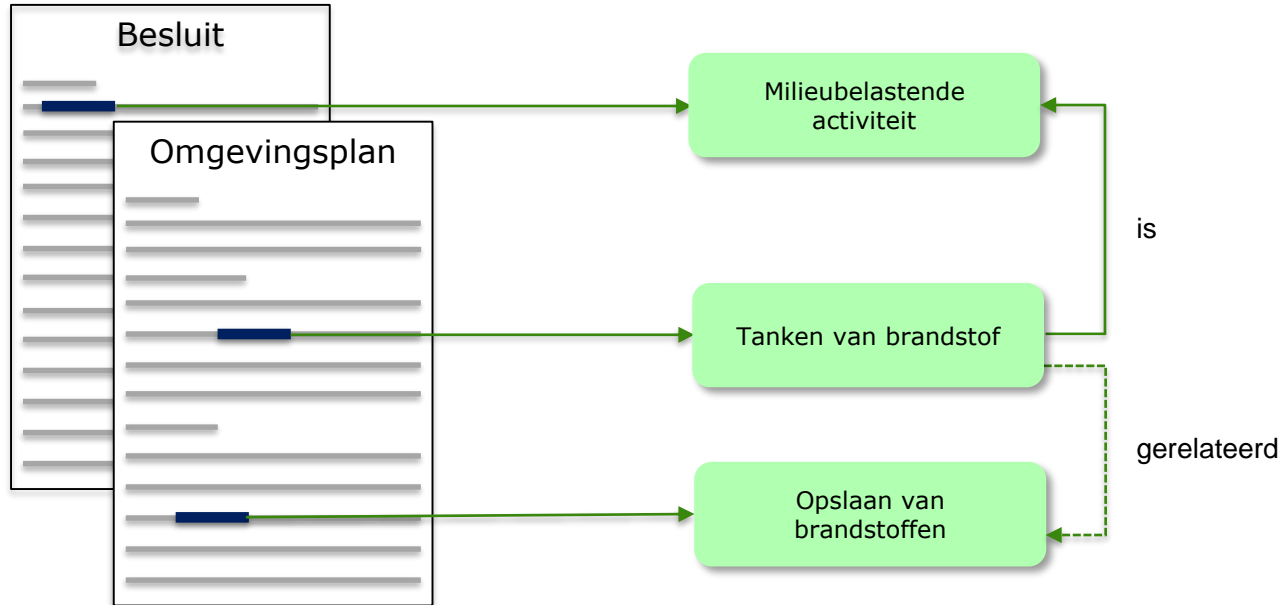 Besluit
Omgevingsplan
Milieubelastende
activiteit
is
Tanken van brandstof
gerelateerd
Opslaan van
brandstoffen